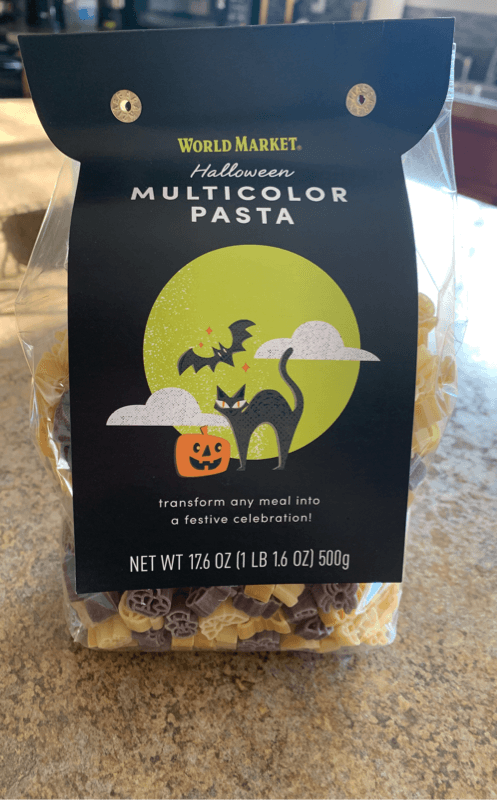 WORLD MARKET®
Halloween
MULTICOLOR
PASTA
transform any meal into
a festive celebration!
NET WT 17.6 OZ (1 LB 1.6 OZ) 500g